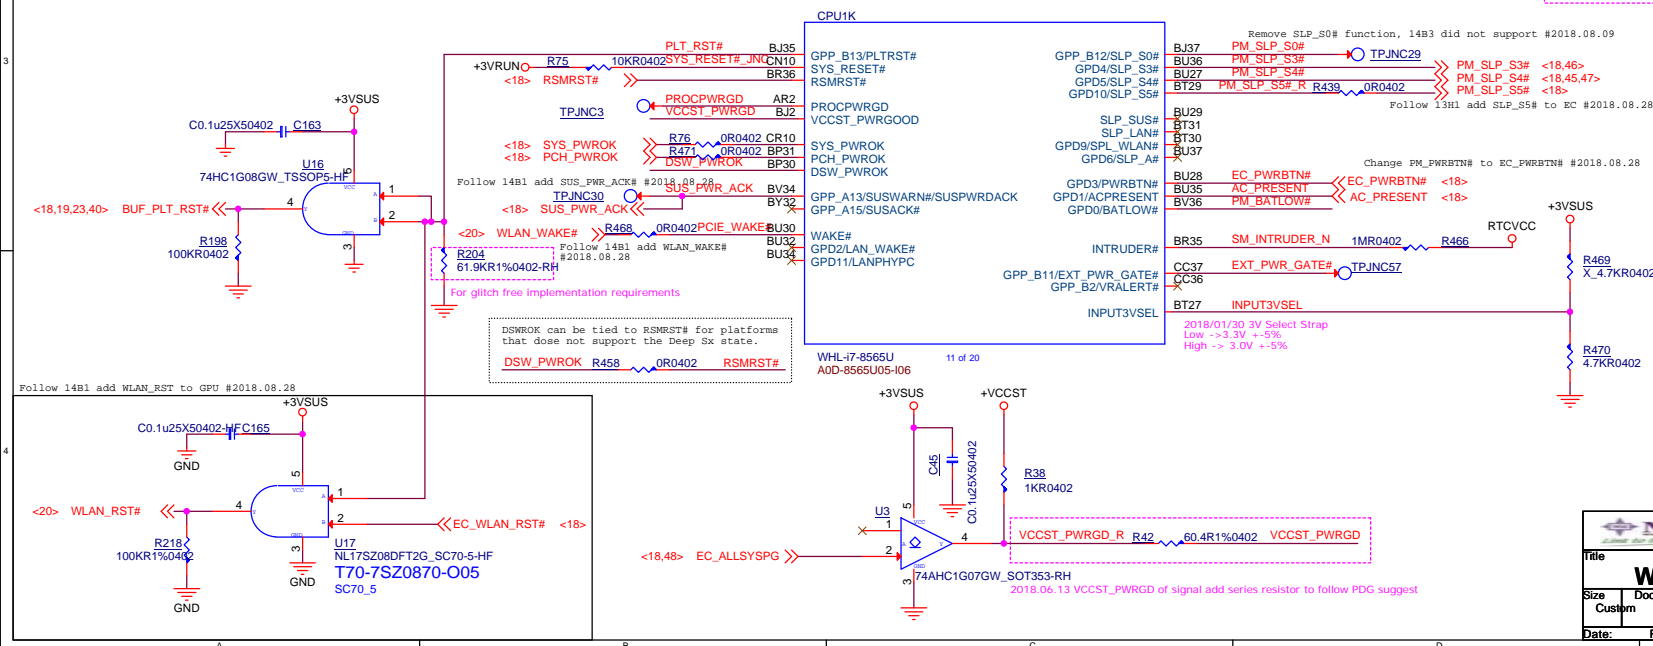 CPU1K
3
PLT_RST#
BJ35
GPP_B13/PLTRST#
+3VRUN
R75
10KR0402
SYS_RESET#_JNC
CN10
SYS_RESET#
<18>
RSMRST#
BR36
RSMRST#
PROCPWRGD
AR2
PROCPWRGD
TPJNC3
VCCST_PWRGD
BJ2
VCCST_PWRGOOD
<18>
SYS_PWROK
R76
0R0402
CR10
SYS_PWROK
<18>
PCH_PWROK
R471
0R0402
BP31
PCH_PWROK
DSW_PWROK
BP30
DSW_PWROK
Follow 14B1 add SUS_PWR_ACK# #2018.08.28
TPJNC30
SUS_PWR_ACK
BV34
GPP_A13/SUSWARN#/SUSPWRDACK
<18>
SUS_PWR_ACK
BY32
GPP_A15/SUSACK#
<20>
WLAN_WAKE#
R468
0R0402
PCIE_WAKE#
BU30
WAKE#
Follow 14B1 add WLAN_WAKE#
#2018.08.28
BU32
GPD2/LAN_WAKE#
BU34
GPD11/LANPHYPC
Remove SLP_S0# function, 14B3 did not support #2018.08.09
GPP_B12/SLP_S0#
BJ37
PM_SLP_S0#
TPJNC29
GPD4/SLP_S3#
BU36
PM_SLP_S3#
PM_SLP_S3#
<18,46>
GPD5/SLP_S4#
BU27
PM_SLP_S4#
PM_SLP_S4#
<18,45,47>
GPD10/SLP_S5#
BT29
PM_SLP_S5#_R
R439
0R0402
PM_SLP_S5#
<18>
Follow 13H1 add SLP_S5# to EC #2018.08.28
SLP_SUS#
BU29
SLP_LAN#
BT31
GPD9/SPL_WLAN#
BT30
GPD6/SLP_A#
BU37
Change PM_PWRBTN# to EC_PWRBTN# #2018.08.28
GPD3/PWRBTN#
BU28
EC_PWRBTN#
EC_PWRBTN#
<18>
GPD1/ACPRESENT
BU35
AC_PRESENT
AC_PRESENT
<18>
GPD0/BATLOW#
BV36
PM_BATLOW#
RTCVCC
INTRUDER#
BR35
SM_INTRUDER_N
1MR0402
R466
GPP_B11/EXT_PWR_GATE#
CC37
EXT_PWR_GATE#
TPJNC57
GPP_B2/VRALERT#
CC36
INPUT3VSEL
BT27
INPUT3VSEL
2018/01/30 3V Select Strap
Low ->3.3V +-5%
High -> 3.0V +-5%
+3VSUS
R469
X_4.7KR0402
R470
4.7KR0402
WHL-i7-8565U
A0D-8565U05-I06
11 of 20
+3VSUS
C0.1u25X50402
C163
U16
74HC1G08GW_TSSOP5-HF
5
VCC
<18,19,23,40>
BUF_PLT_RST#
4
Y
A
1
B
2
GND
3
R198
100KR0402
R204
61.9KR1%0402-RH
For glitch free implementation requirements
DSWROK can be tied to RSMRST# for platforms
that dose not support the Deep Sx state.
DSW_PWROK
R458
0R0402
RSMRST#
Follow 14B1 add WLAN_RST to GPU #2018.08.28
4
+3VSUS
C0.1u25X50402-HF
C165
GND
5
VCC
A
1
<20>
WLAN_RST#
4
Y
B
2
EC_WLAN_RST#
<18>
GND
3
GND
R218
100KR1%0402
GND
U17
NL17SZ08DFT2G_SC70-5-HF
T70-7SZ0870-O05
SC70_5
+3VSUS
+VCCST
C45
C0.1u25X50402
R38
1KR0402
U3
5
VCC
1
<18,48>
EC_ALLSYSPG
2
A
Y
4
GND
3
74AHC1G07GW_SOT353-RH
VCCST_PWRGD_R
R42
60.4R1%0402
VCCST_PWRGD
2018.06.13 VCCST_PWRGD of signal add series resistor to follow PDG suggest
Title
Size
Custom
Date:
A
B
C
D